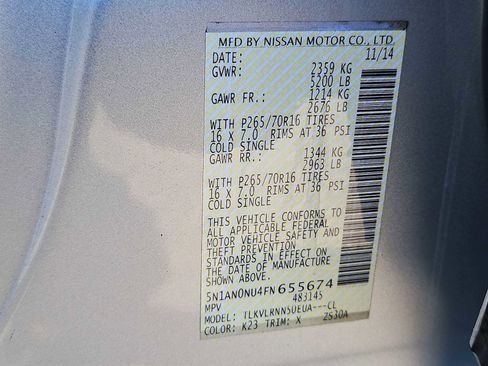 MFD BY NISSAN MOTOR CO., LTD.
DATE: 11/14
GVWR: 2359 KG
5200 LB
GAWR FR.: 1214 KG
2676 LB
WITH P265/70R16 TIRES
16 X 7.0 RIMS AT 36 PSI
COLD SINGLE
GAWR RR.: 1344 KG
2963 LB
WITH P265/70R16 TIRES
16 X 7.0 RIMS AT 36 PSI
COLD SINGLE
THIS VEHICLE CONFORMS TO
ALL APPLICABLE FEDERAL
MOTOR VEHICLE SAFETY AND
THEFT PREVENTION
STANDARDS IN EFFECT ON
THE DATE OF MANUFACTURE
SHOWN ABOVE.
5N1AN0NU4FN655674
MPV 483145
TYPE: TLKVLRNN5UEUA---CL
COLOR: K23 TRIM: X ZS30A